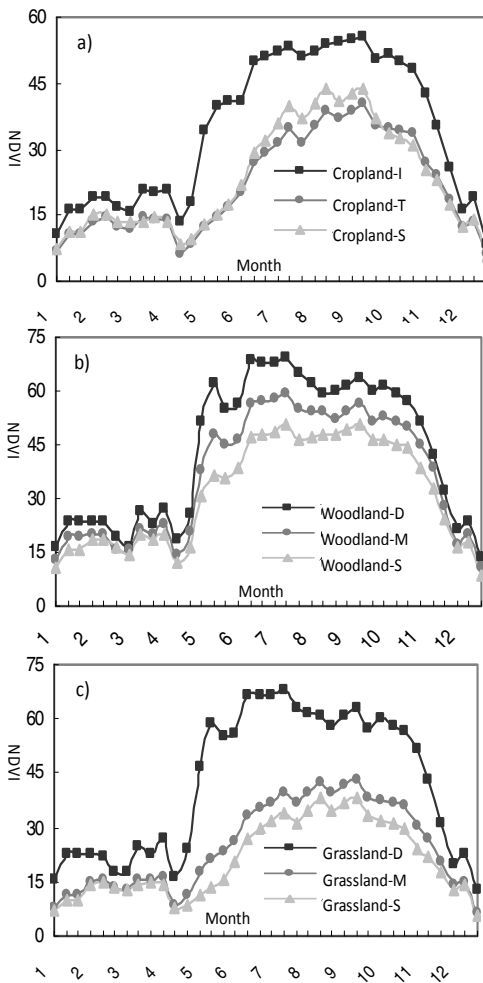 60
a)
45
NDVI
30
Cropland-I
Cropland-T
15
Cropland-S
Month
0
1 2 3 4 5 6 7 8 9 10 11 12
75
b)
60
45
NDVI
30
Woodland-D
Woodland-M
15
Woodland-S
Month
0
1 2 3 4 5 6 7 8 9 10 11 12
75
c)
60
NDVI
45
30
Grassland-D
Grassland-M
15
Grassland-S
Month
0
1 2 3 4 5 6 7 8 9 10 11 12